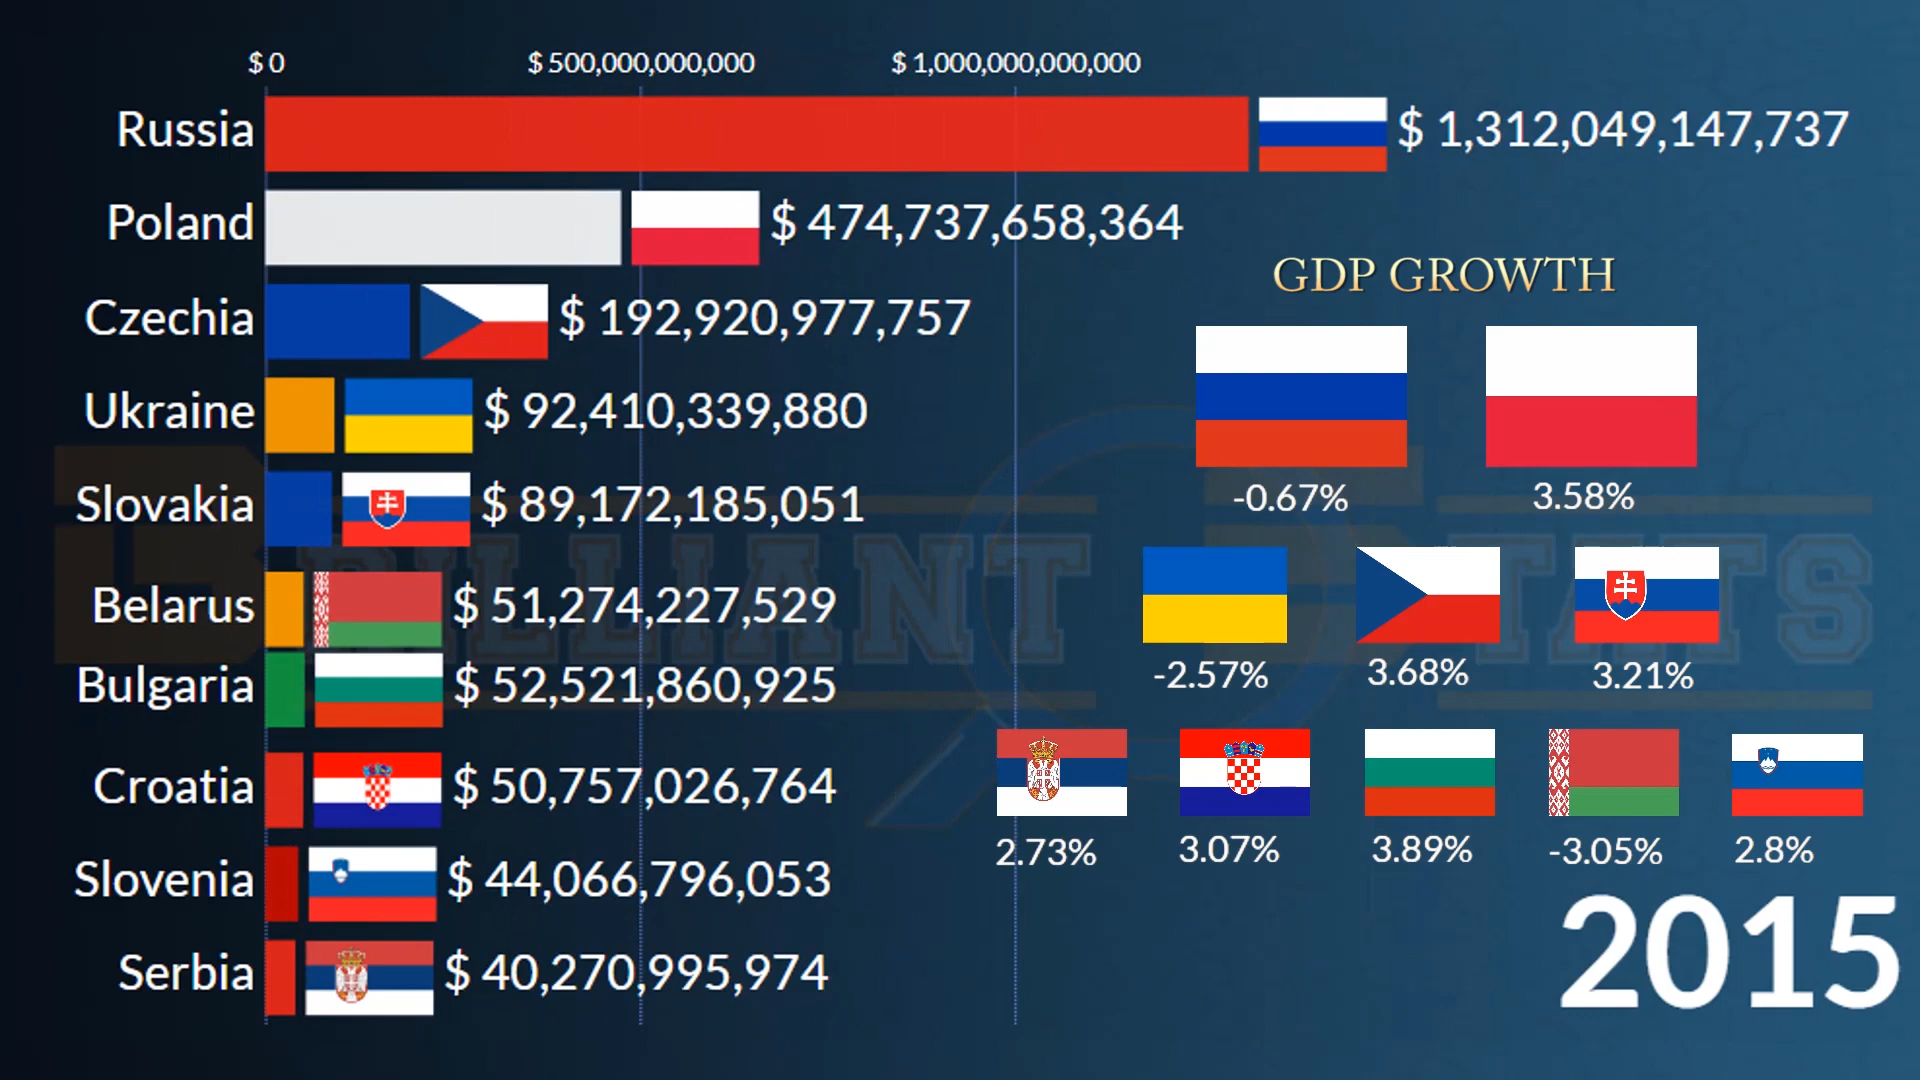 $ 0 $ 500,000,000,000 $ 1,000,000,000,000
Russia $ 1,312,049,147,737
Poland $ 474,737,658,364
Czechia $ 192,920,977,757
Ukraine $ 92,410,339,880
Slovakia $ 89,172,185,051
Belarus $ 51,274,227,529
Bulgaria $ 52,521,860,925
Croatia $ 50,757,026,764
Slovenia $ 44,066,796,053
Serbia $ 40,270,995,974
GDP GROWTH
-0.67% 3.58%
-2.57% 3.68% 3.21%
2.73% 3.07% 3.89% -3.05% 2.8%
2015
BRILLIANT STATS